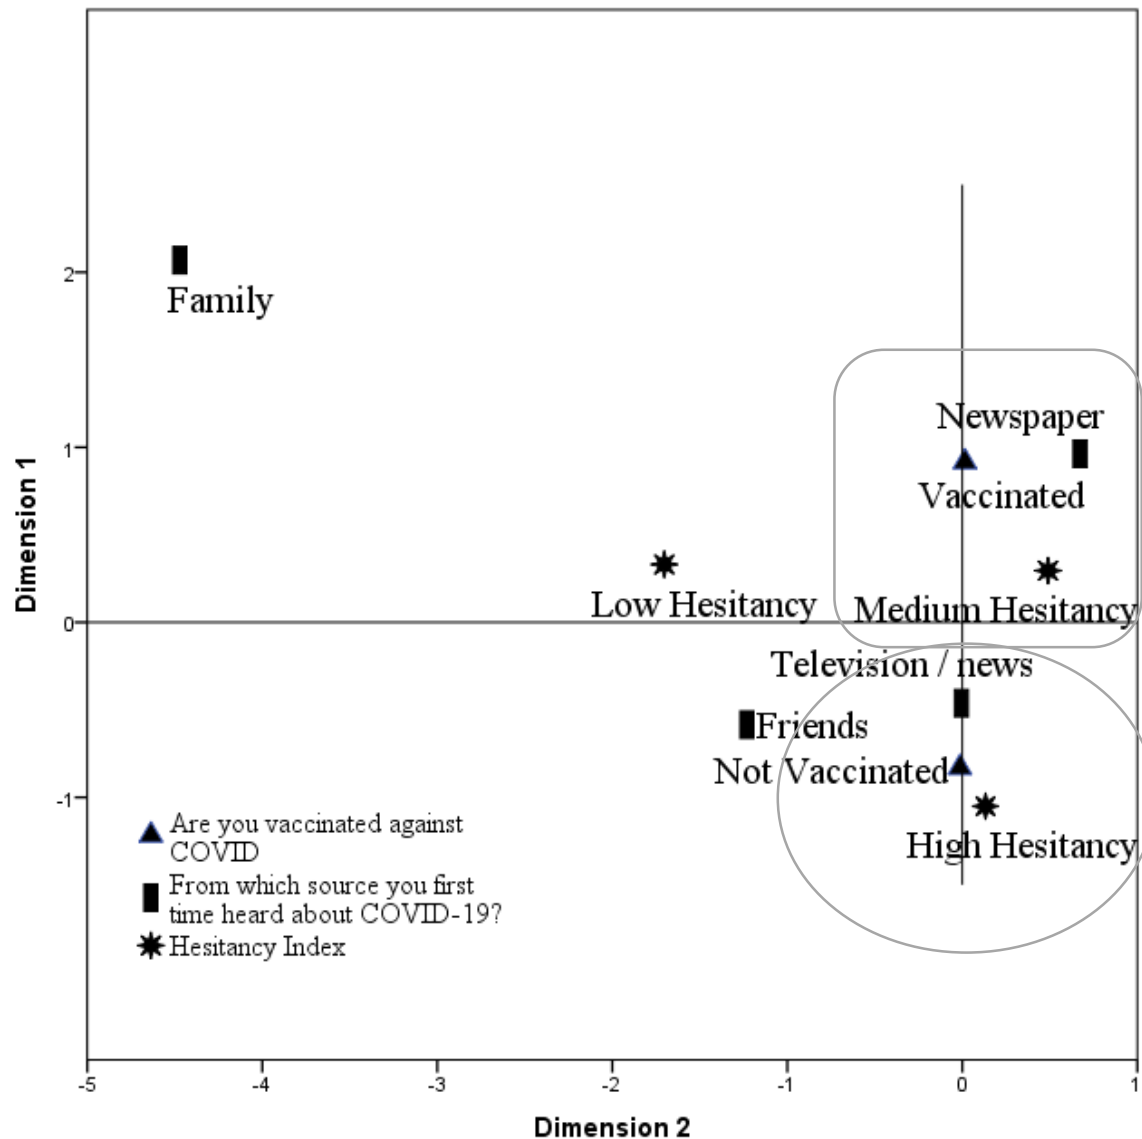 2
Family
Newspaper
1
Vaccinated
Dimension 1
Low Hesitancy
Medium Hesitancy
0
Television / news
Friends
Not Vaccinated
-1
High Hesitancy
Are you vaccinated against
COVID
From which source you first
time heard about COVID-19?
Hesitancy Index
-5 -4 -3 -2 -1 0 1
Dimension 2